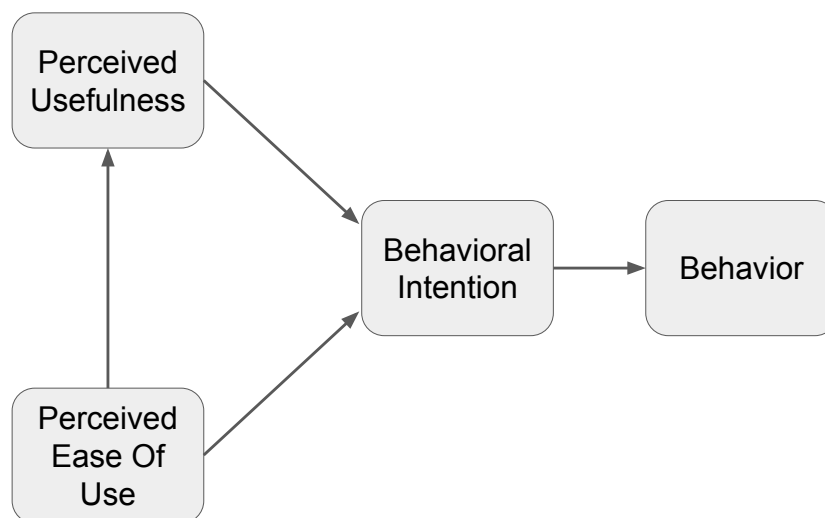 Perceived
Usefulness
Behavioral
Intention
Behavior
Perceived
Ease Of
Use